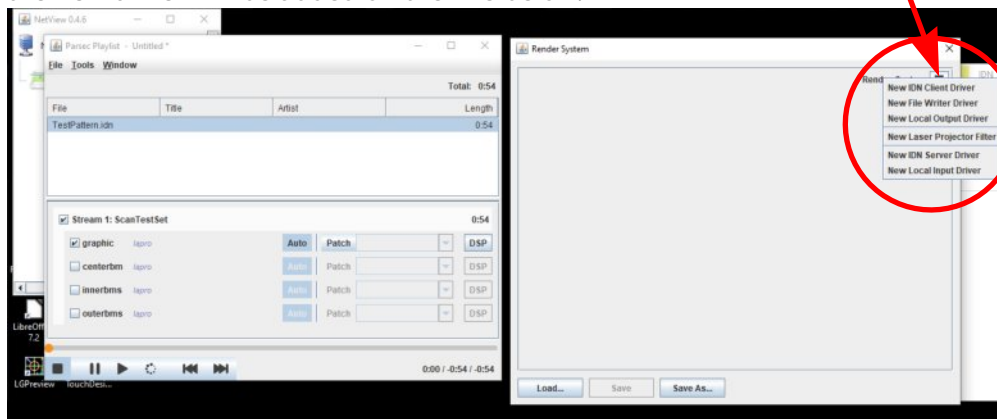 NetView 0.4.6
Parsec Playlist - Untitled *
File Tools Window
Total: 0:54
File Title Artist Length
TestPattern.idn 0:54
Stream 1: ScanTestSet 0:54
graphic lapro Auto Patch DSP
centerbm lapro Auto Patch DSP
innerbms lapro Auto Patch DSP
outerbms lapro Auto Patch DSP
0:00 / -0:54 / -0:54
7.2
LGPreview TouchDesi...
Render System
IDN
New IDN Client Driver
New File Writer Driver
New Local Output Driver
New Laser Projector Filter
New IDN Server Driver
New Local Input Driver
Load... Save Save As...